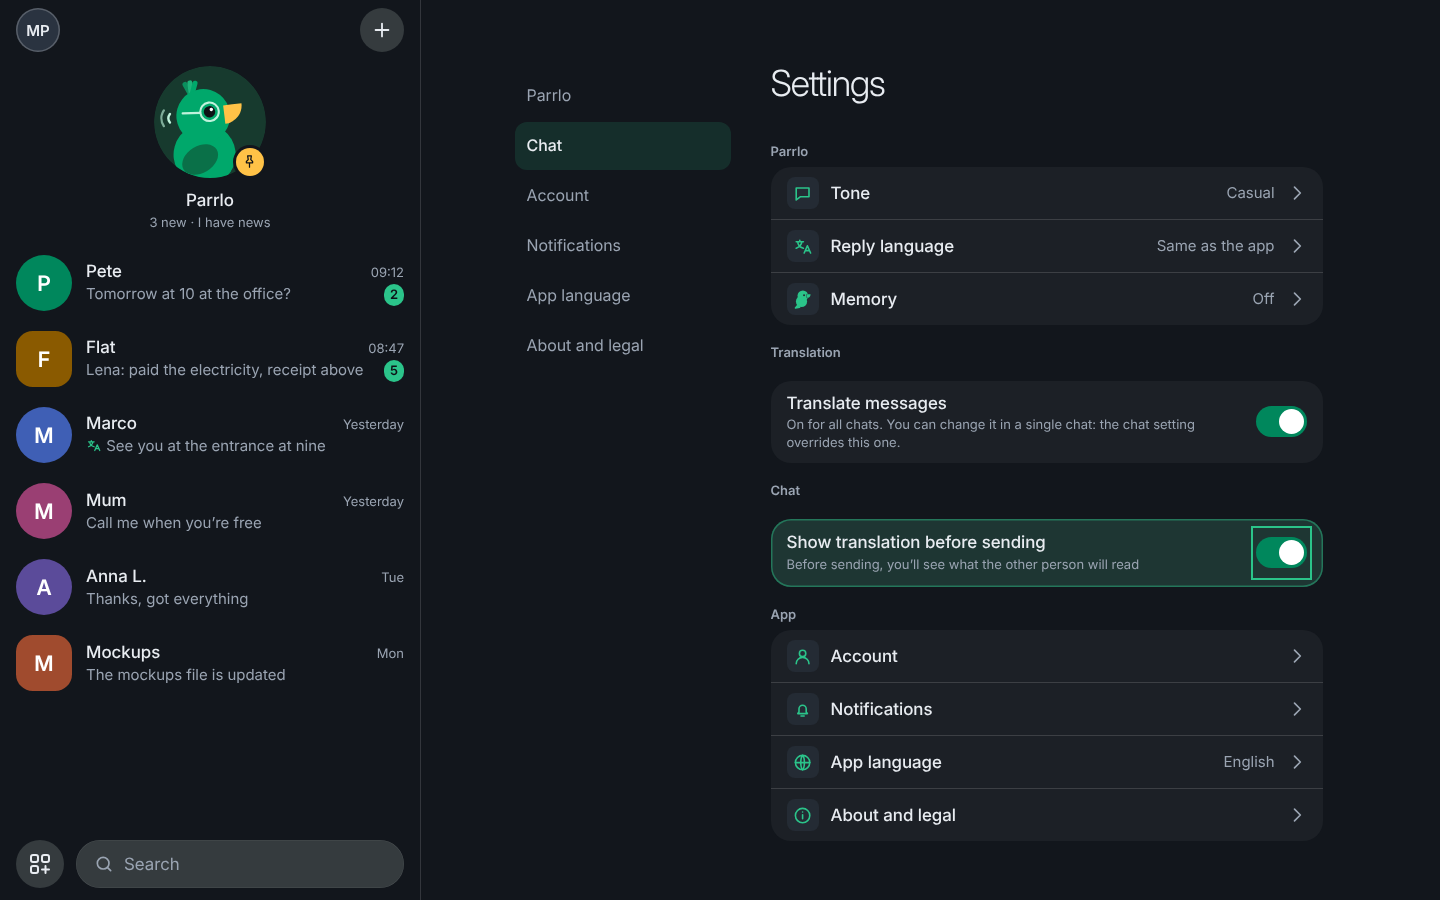 MP
Parrlo
3 new · I have news
P
Pete
09:12
Tomorrow at 10 at the office?
2
F
Flat
08:47
Lena: paid the electricity, receipt above
5
M
Marco
Yesterday
See you at the entrance at nine
M
Mum
Yesterday
Call me when you’re free
A
Anna L.
Tue
Thanks, got everything
M
Mockups
Mon
The mockups file is updated
Search
Parrlo
Chat
Account
Notifications
App language
About and legal
Settings
Parrlo
Tone
Casual
Reply language
Same as the app
Memory
Off
Translation
Translate messages
On for all chats. You can change it in a single chat: the chat setting
overrides this one.
Chat
Show translation before sending
Before sending, you’ll see what the other person will read
App
Account
Notifications
App language
English
About and legal